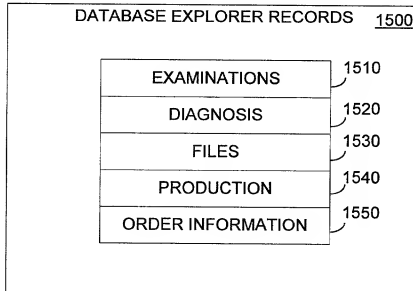 DATABASE EXPLORER RECORDS 1500
EXAMINATIONS 1510
DIAGNOSIS 1520
FILES 1530
PRODUCTION 1540
ORDER INFORMATION 1550